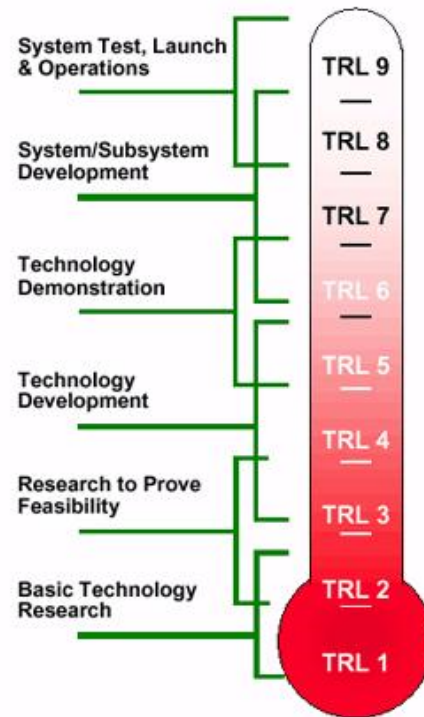 System Test, Launch
& Operations
System/Subsystem
Development
Technology
Demonstration
Technology
Development
Research to Prove
Feasibility
Basic Technology
Research
TRL 9
TRL 8
TRL 7
TRL 6
TRL 5
TRL 4
TRL 3
TRL 2
TRL 1